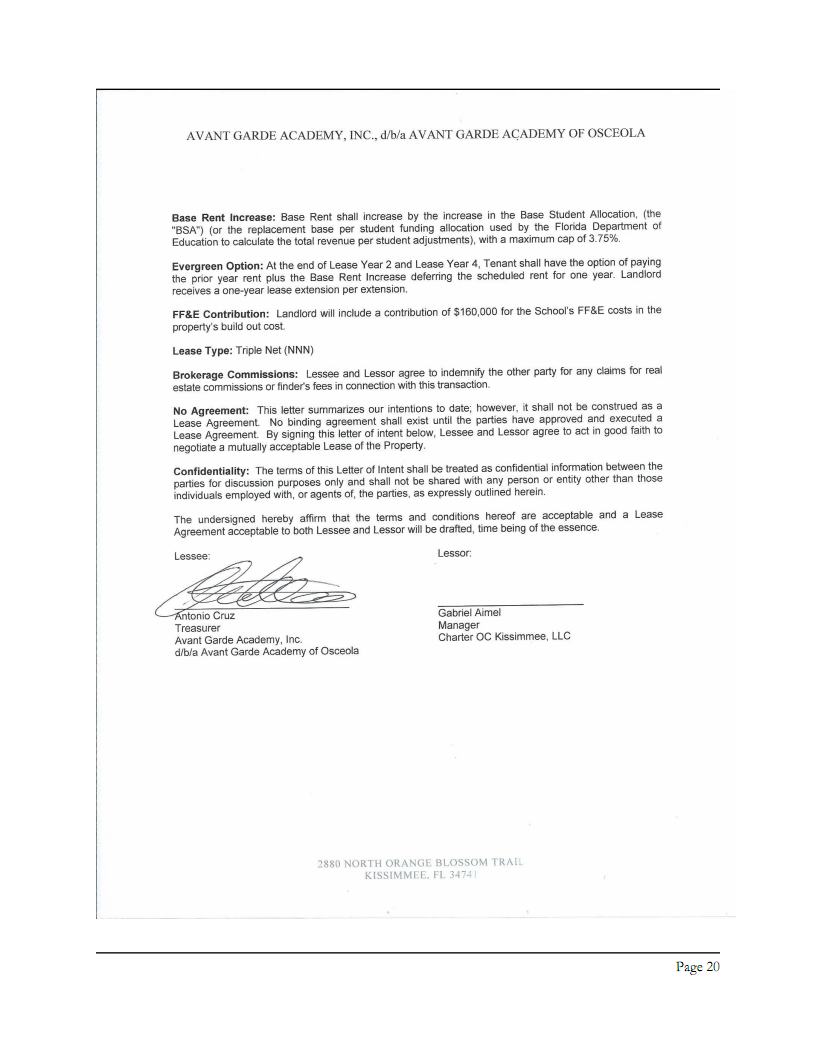 AVANT GARDE ACADEMY, INC., d/b/a AVANT GARDE ACADEMY OF OSCEOLA
Base Rent Increase: Base Rent shall increase by the increase in the Base Student Allocation, (the
"BSA") (or the replacement base per student funding allocation used by the Florida Department of
Education to calculate the total revenue per student adjustments), with a maximum cap of 3.75%.
Evergreen Option: At the end of Lease Year 2 and Lease Year 4, Tenant shall have the option of paying
the prior year rent plus the Base Rent Increase deferring the scheduled rent for one year. Landlord
receives a one-year lease extension per extension.
FF&E Contribution: Landlord will include a contribution of $160,000 for the School's FF&E costs in the
property's build out cost.
Lease Type: Triple Net (NNN)
Brokerage Commissions: Lessee and Lessor agree to indemnify the other party for any claims for real
estate commissions or finder's fees in connection with this transaction.
No Agreement: This letter summarizes our intentions to date; however, it shall not be construed as a
Lease Agreement. No binding agreement shall exist until the parties have approved and executed a
Lease Agreement. By signing this letter of intent below, Lessee and Lessor agree to act in good faith to
negotiate a mutually acceptable Lease of the Property.
Confidentiality: The terms of this Letter of Intent shall be treated as confidential information between the
parties for discussion purposes only and shall not be shared with any person or entity other than those
individuals employed with, or agents of, the parties, as expressly outlined herein.
The undersigned hereby affirm that the terms and conditions hereof are acceptable and a Lease
Agreement acceptable to both Lessee and Lessor will be drafted, time being of the essence.
Lessee:
Antonio Cruz
Treasurer
Avant Garde Academy, Inc.
d/b/a Avant Garde Academy of Osceola
Lessor:
Gabriel Aimel
Manager
Charter OC Kissimmee, LLC
2880 NORTH ORANGE BLOSSOM TRAIL
KISSIMMEE, FL 34741
Page 20